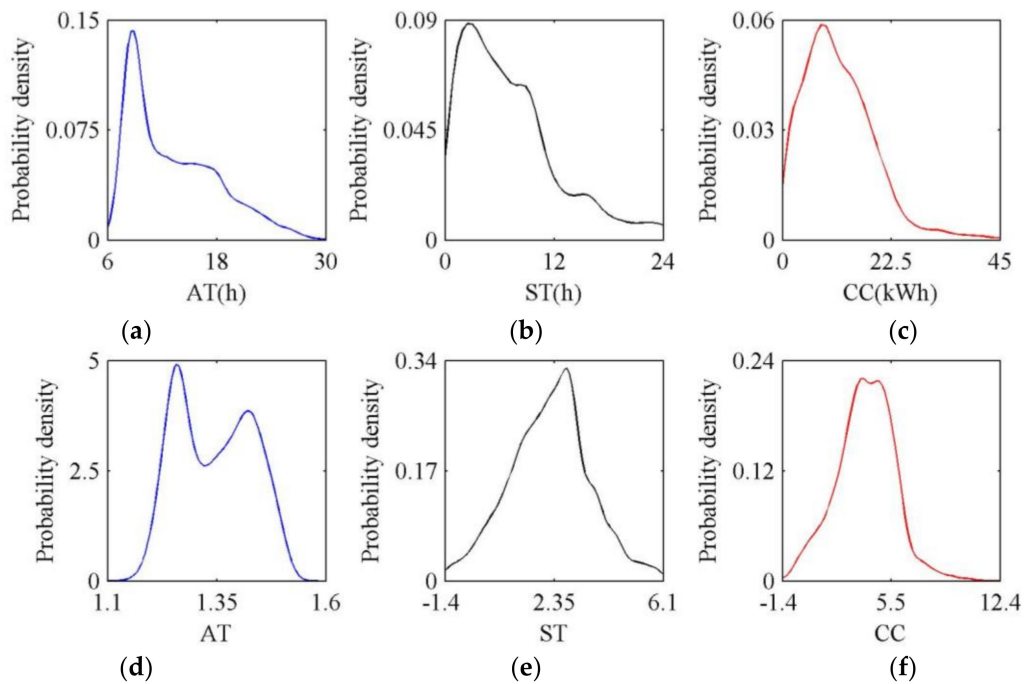 Probability density
0.15
0.075
0
6
18
30
AT(h)
(a)
Probability density
0.09
0.045
0
0
12
24
ST(h)
(b)
Probability density
0.06
0.03
0
0
22.5
45
CC(kWh)
(c)
Probability density
5
2.5
0
1.1
1.35
1.6
AT
(d)
Probability density
0.34
0.17
0
-1.4
2.35
6.1
ST
(e)
Probability density
0.24
0.12
0
-1.4
5.5
12.4
CC
(f)